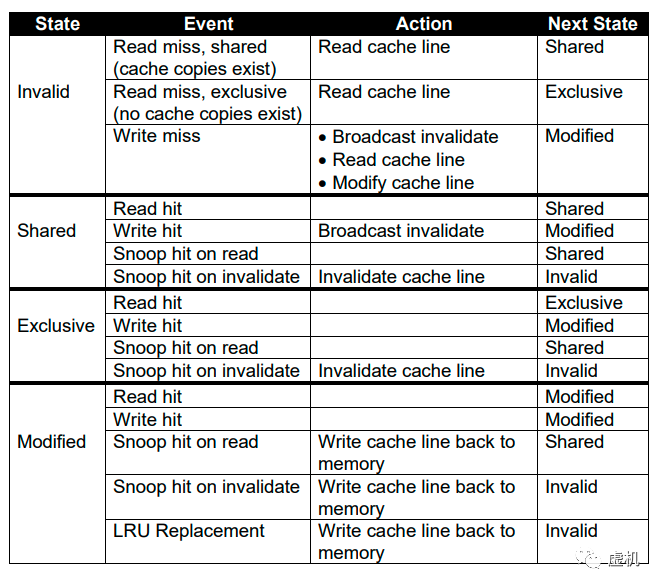 State Event Action Next State
Invalid
Read miss, shared
(cache copies exist)
Read cache line
Shared
Read miss, exclusive
(no cache copies exist)
Read cache line
Exclusive
Write miss
• Broadcast invalidate
• Read cache line
• Modify cache line
Modified
Shared
Read hit
Shared
Write hit
Broadcast invalidate
Modified
Snoop hit on read
Shared
Snoop hit on invalidate
Invalidate cache line
Invalid
Exclusive
Read hit
Exclusive
Write hit
Modified
Snoop hit on read
Shared
Snoop hit on invalidate
Invalidate cache line
Invalid
Modified
Read hit
Modified
Write hit
Modified
Snoop hit on read
Write cache line back to
memory
Shared
Snoop hit on invalidate
Write cache line back to
memory
Invalid
LRU Replacement
Write cache line back to
memory
Invalid
虚机